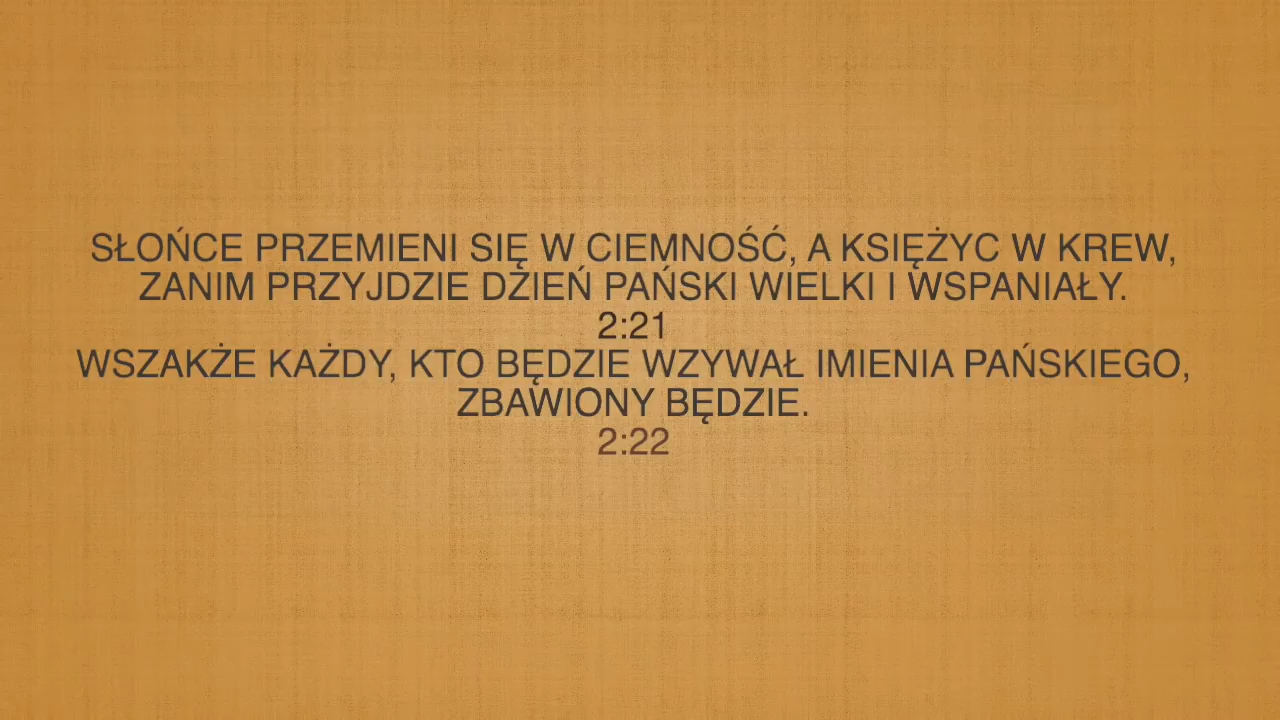 SŁOŃCE PRZEMIENI SIĘ W CIEMNOŚĆ, A KSIĘŻYC W KREW,
ZANIM PRZYJDZIE DZIEŃ PAŃSKI WIELKI I WSPANIAŁY.
2:21
WSZAKŻE KAŻDY, KTO BĘDZIE WZYWAŁ IMIENIA PAŃSKIEGO,
ZBAWIONY BĘDZIE.
2:22